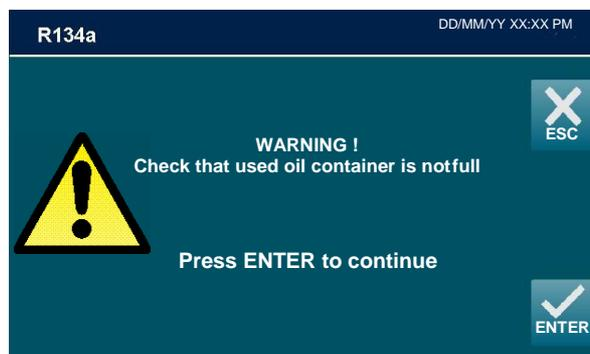 R134a
DD/MM/YY XX:XX PM
ESC
WARNING !
Check that used oil container is notfull
Press ENTER to continue
ENTER